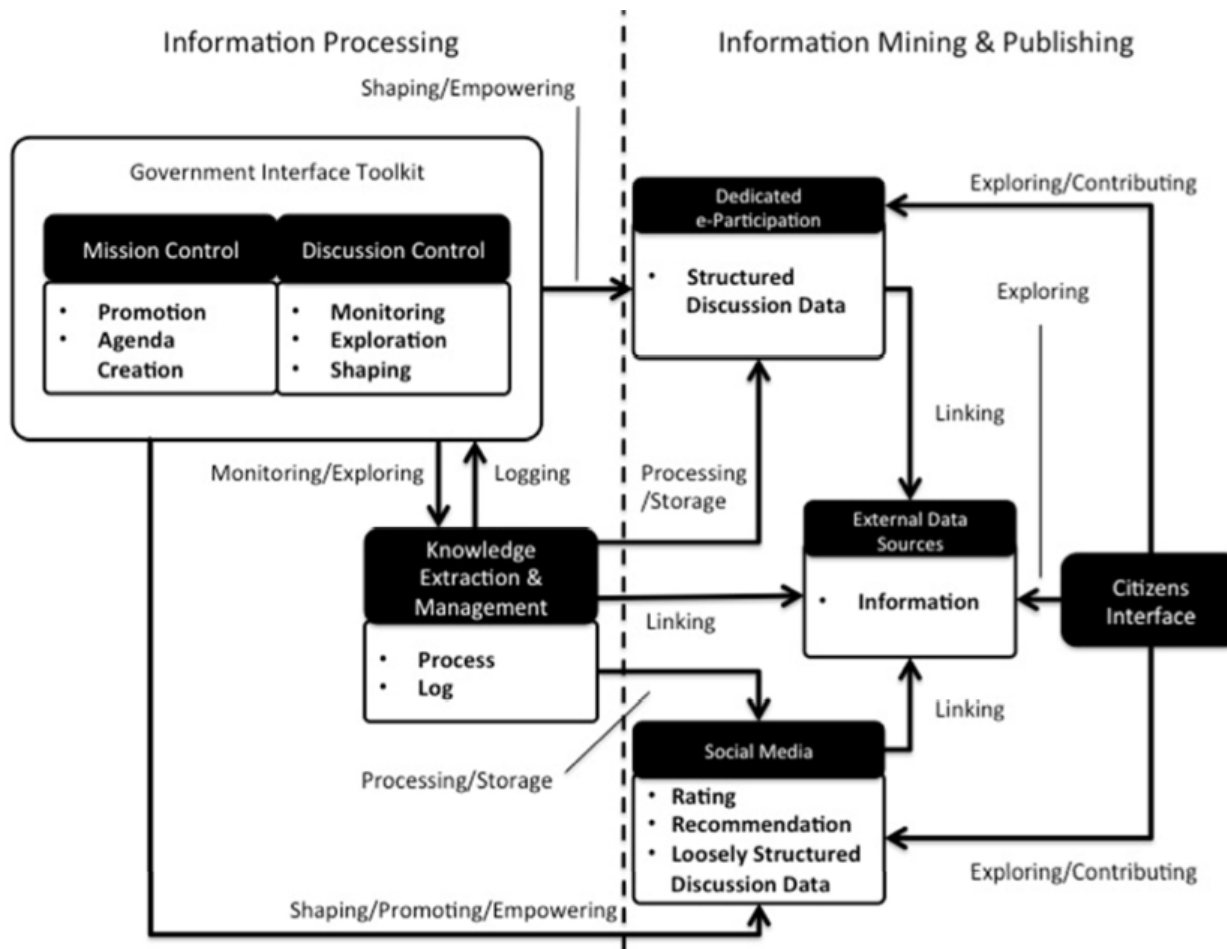 Information Processing
Information Mining & Publishing
Shaping/Empowering
Government Interface Toolkit
Mission Control
• Promotion
• Agenda
Creation
Discussion Control
• Monitoring
• Exploration
• Shaping
Dedicated
e-Participation
• Structured
Discussion Data
Exploring/Contributing
Exploring
Linking
Monitoring/Exploring
Logging
Processing
/Storage
Knowledge
Extraction &
Management
• Process
• Log
Linking
External Data
Sources
• Information
Citizens
Interface
Linking
Processing/Storage
Social Media
• Rating
• Recommendation
• Loosely Structured
Discussion Data
Exploring/Contributing
Shaping/Promoting/Empowering